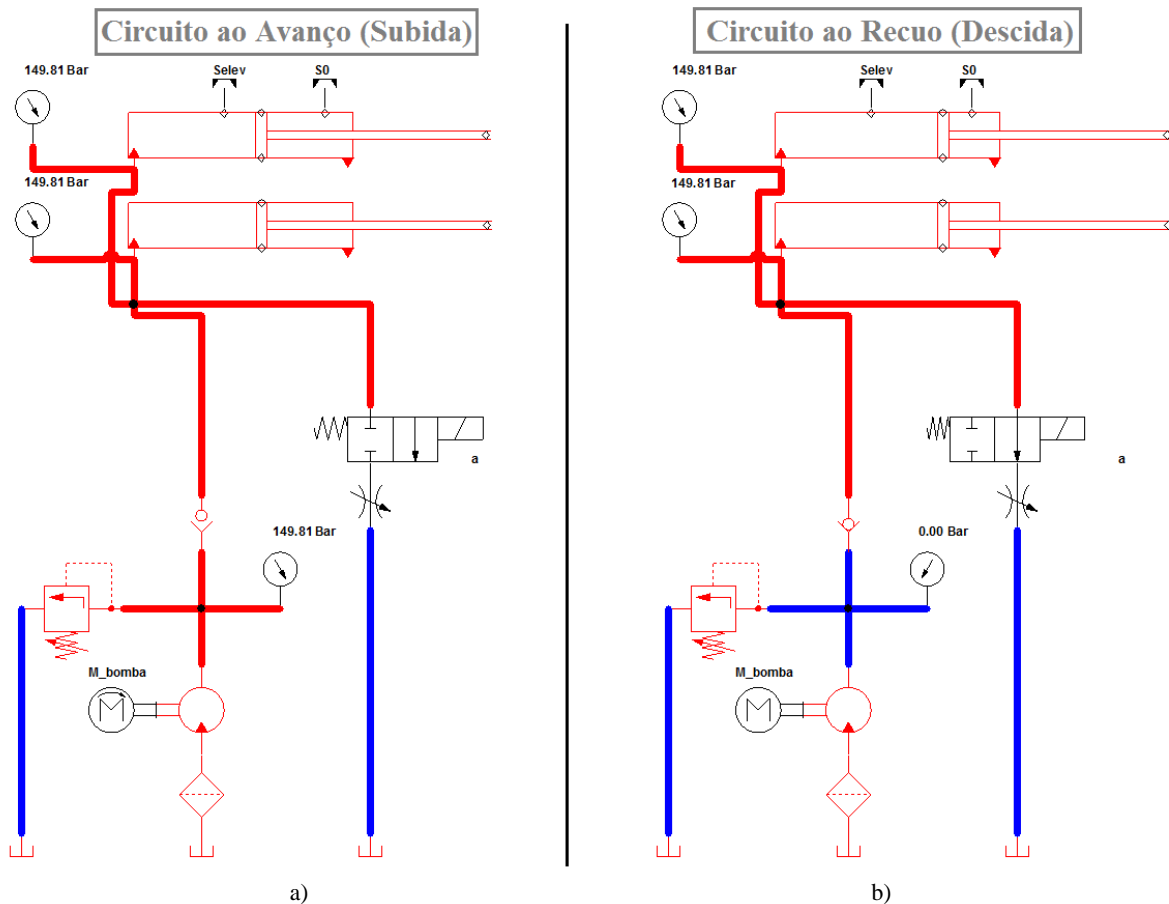 Circuito ao Avanço (Subida)
149.81 Bar
Selev
S0
149.81 Bar
a
149.81 Bar
M_bomba
M
a)
Circuito ao Recuo (Descida)
149.81 Bar
Selev
S0
149.81 Bar
a
0.00 Bar
M_bomba
M
b)